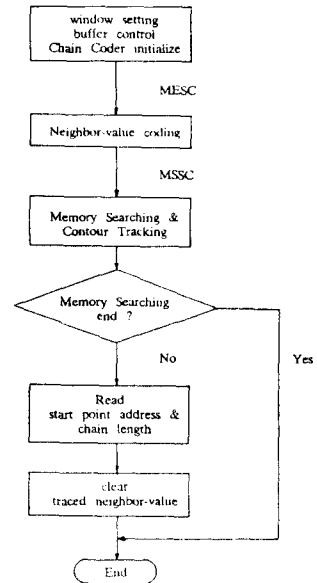 window setting
buffer control
Chain Coder initialize
MESC
Neighbor-value coding
MSSC
Memory Searching &
Contour Tracking
Memory Searching
end ?
No
Yes
Read
start point address &
chain length
clear
traced neighbor-value
End